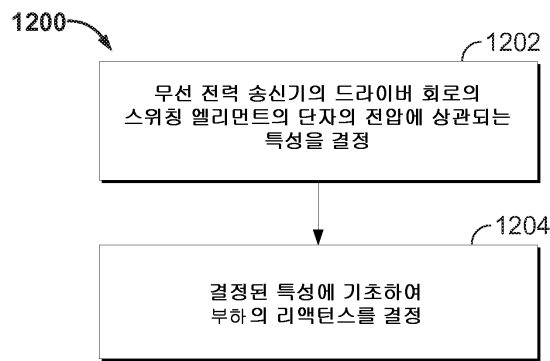 1200
1202
무선 전력 송신기의 드라이버 회로의
스위칭 엘리먼트의 단자의 전압에 상관되는
특성을 결정
1204
결정된 특성에 기초하여
부하의 리액턴스를 결정